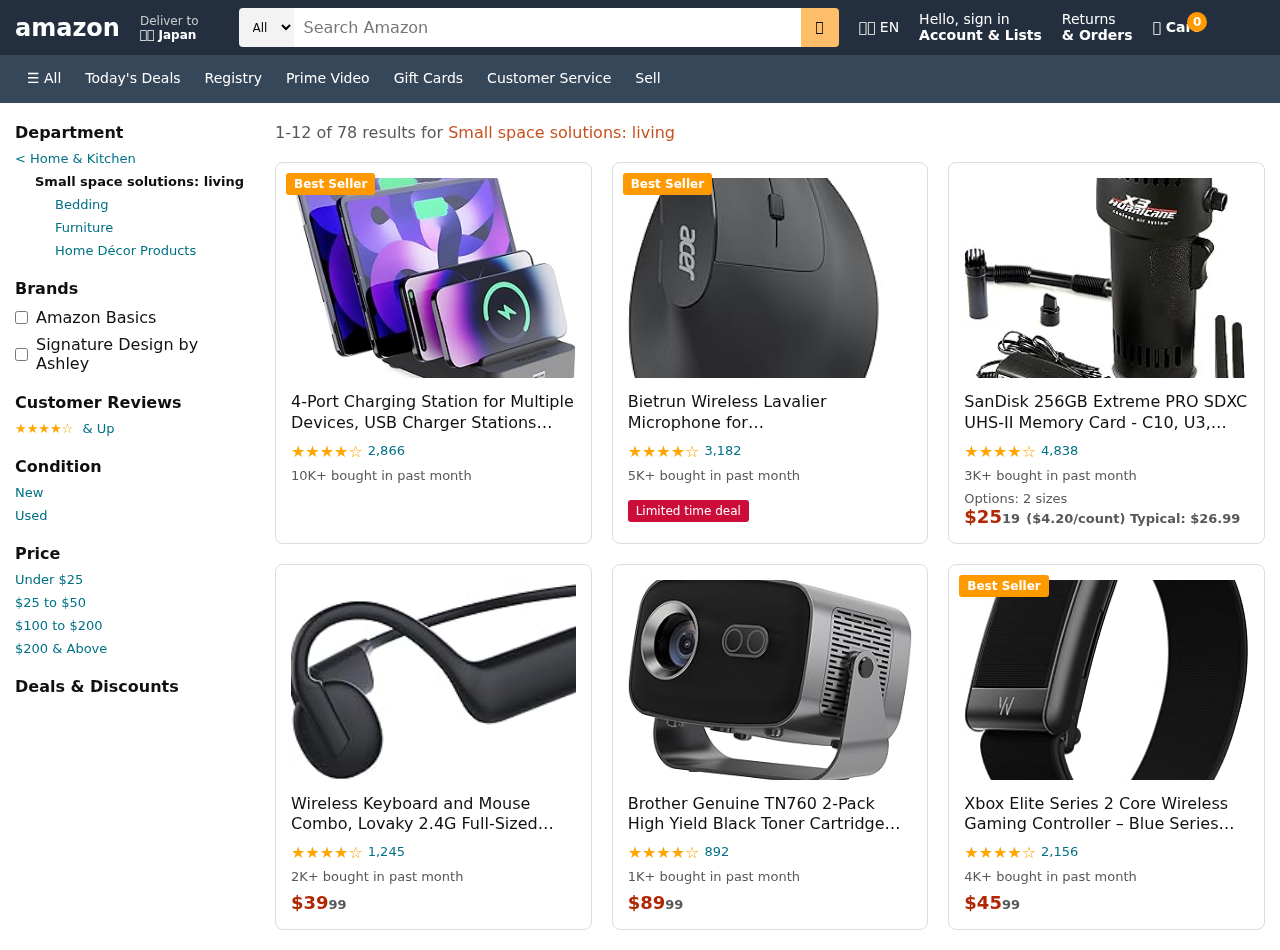 amazon
Deliver to
Japan
All
Search Amazon
EN
Hello, sign in
Account & Lists
Returns
& Orders
0
☰ All
Today's Deals
Registry
Prime Video
Gift Cards
Customer Service
Sell
Department
< Home & Kitchen
Small space solutions: living
Bedding
Furniture
Home Décor Products
Brands
Amazon Basics
Signature Design by
Ashley
Customer Reviews
★★★★☆ & Up
Condition
New
Used
Price
Under $25
$25 to $50
$100 to $200
$200 & Above
Deals & Discounts
1-12 of 78 results for Small space solutions: living
Best Seller
4-Port Charging Station for Multiple
Devices, USB Charger Stations…
★★★★☆ 2,866
10K+ bought in past month
Best Seller
acer
Bietrun Wireless Lavalier
Microphone for…
★★★★☆ 3,182
5K+ bought in past month
Limited time deal
X3
HURRICANE
SanDisk 256GB Extreme PRO SDXC
UHS-II Memory Card - C10, U3,…
★★★★☆ 4,838
3K+ bought in past month
Options: 2 sizes
$25 19 ($4.20/count) Typical: $26.99
Wireless Keyboard and Mouse
Combo, Lovaky 2.4G Full-Sized…
★★★★☆ 1,245
2K+ bought in past month
$39 99
Brother Genuine TN760 2-Pack
High Yield Black Toner Cartridge…
★★★★☆ 892
1K+ bought in past month
$89 99
Best Seller
Xbox Elite Series 2 Core Wireless
Gaming Controller – Blue Series…
★★★★☆ 2,156
4K+ bought in past month
$45 99